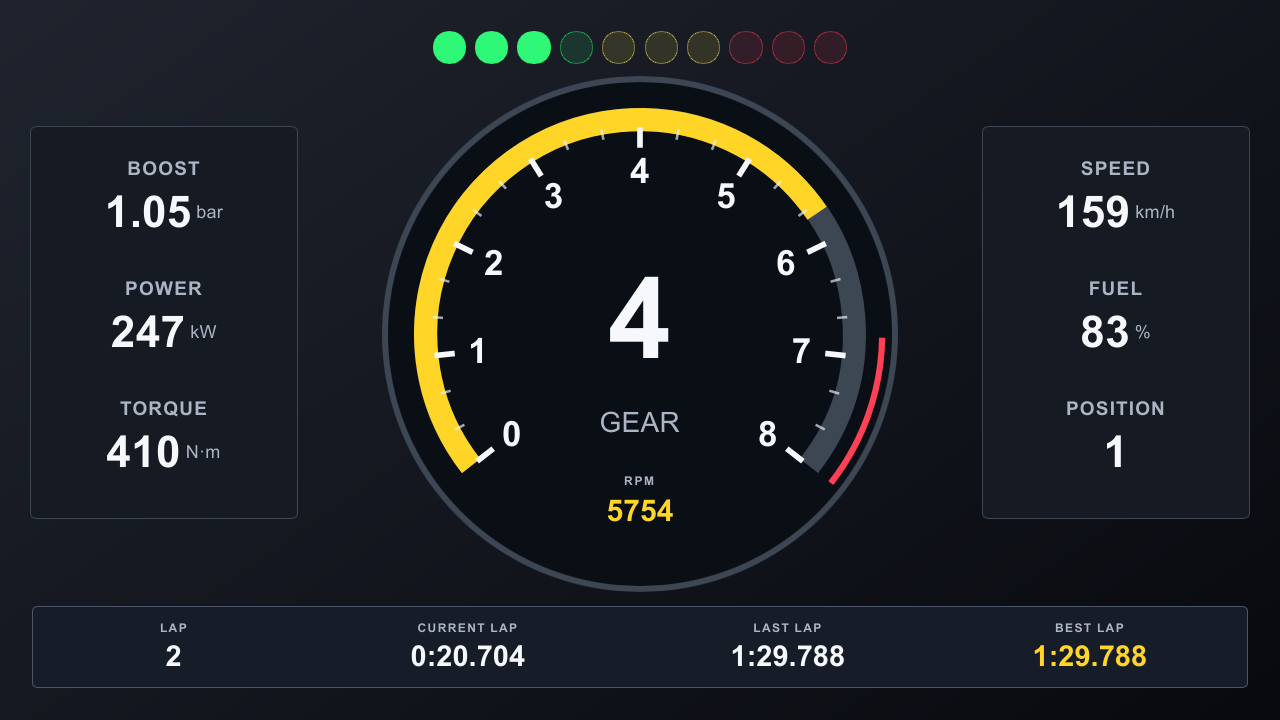 BOOST
1.05 bar
POWER
247 kW
TORQUE
410 N·m
0
1
2
3
4
5
6
7
8
4
GEAR
RPM
5754
SPEED
159 km/h
FUEL
83 %
POSITION
1
LAP
2
CURRENT LAP
0:20.704
LAST LAP
1:29.788
BEST LAP
1:29.788